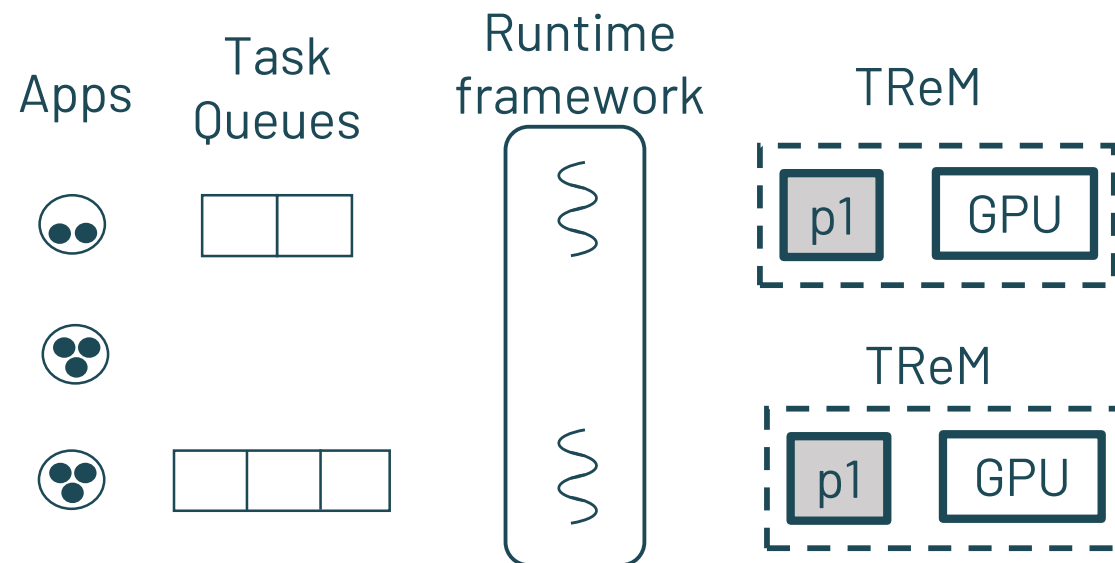 Apps
Task
Queues
Runtime
framework
TReM
p1
GPU
TReM
p1
GPU